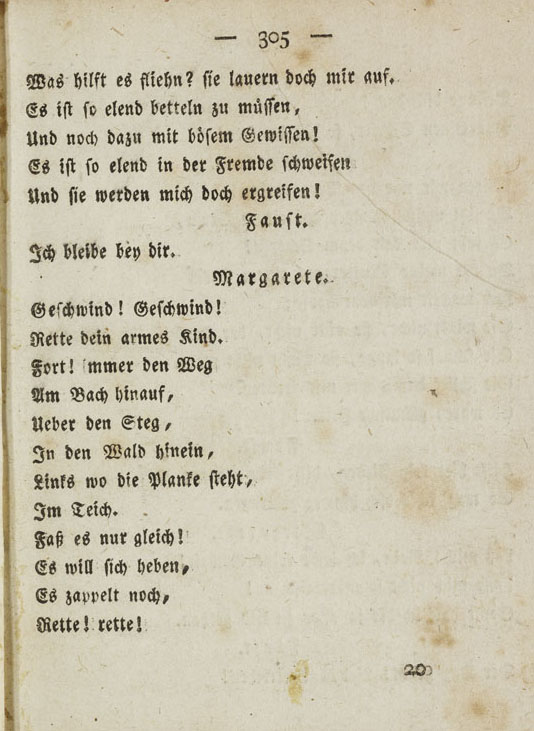 — 305 —
Was hilft es fliehn? sie lauern doch mir auf.
Es ist so elend betteln zu müssen,
Und noch dazu mit bösem Gewissen!
Es ist so elend in der Fremde schweifen
Und sie werden mich doch ergreifen!
Faust.
Ich bleibe bey dir.
Margarete.
Geschwind! Geschwind!
Rette dein armes Kind.
Fort! immer den Weg
Am Bach hinauf,
Ueber den Steg,
In den Wald hinein,
Links wo die Planke steht,
Im Teich.
Faß es nur gleich!
Es will sich heben,
Es zappelt noch,
Rette! rette!
20